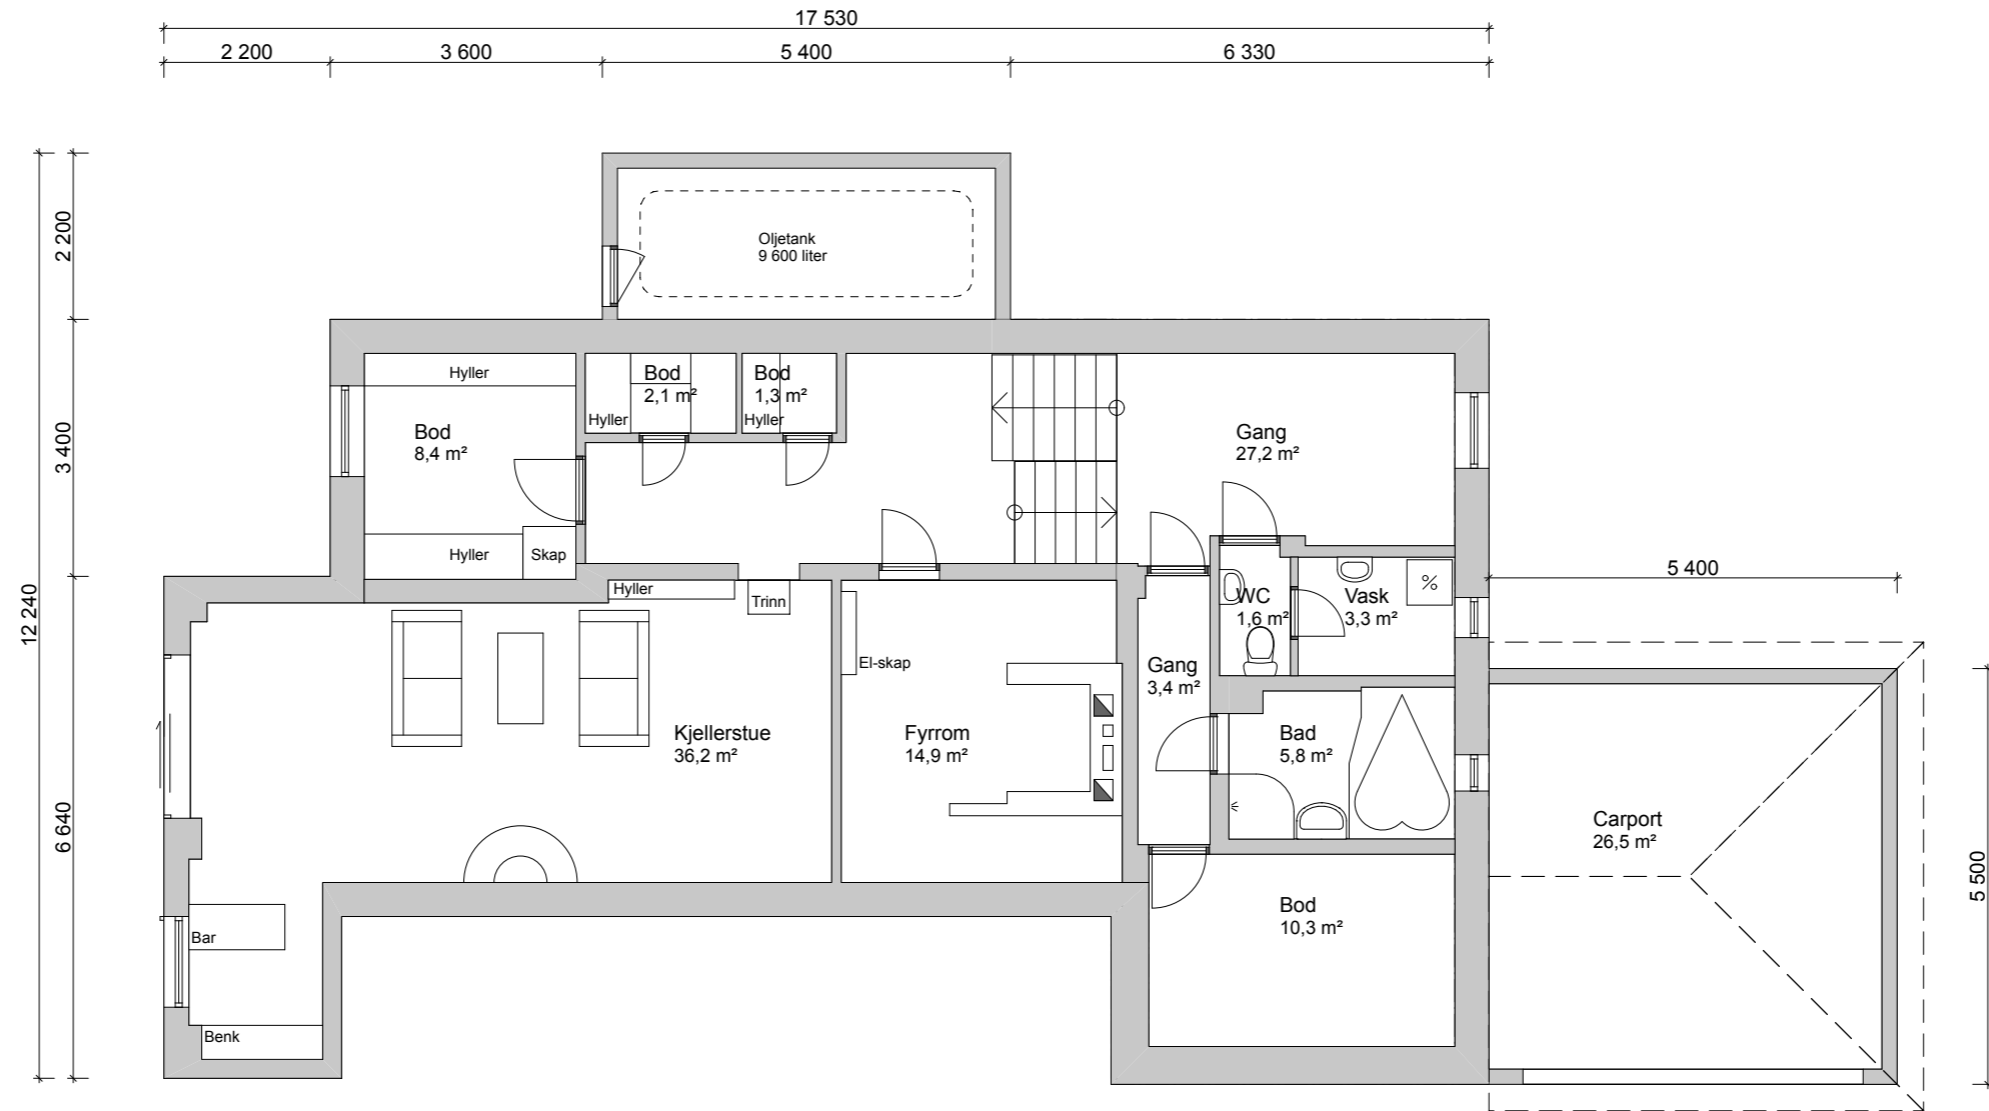 17 530
2 200
3 600
5 400
6 330
12 240
2 200
3 400
6 640
Oljetank
9 600 liter
Hyller
Bod
8,4 m²
Hyller
Skap
Bod
2,1 m²
Hyller
Bod
1,3 m²
Hyller
Gang
27,2 m²
Hyller
Trinn
WC
1,6 m²
Vask
3,3 m²
%
5 400
El-skap
Gang
3,4 m²
Kjellerstue
36,2 m²
Fyrrom
14,9 m²
Bad
5,8 m²
Carport
26,5 m²
5 500
Bod
10,3 m²
Bar
Benk